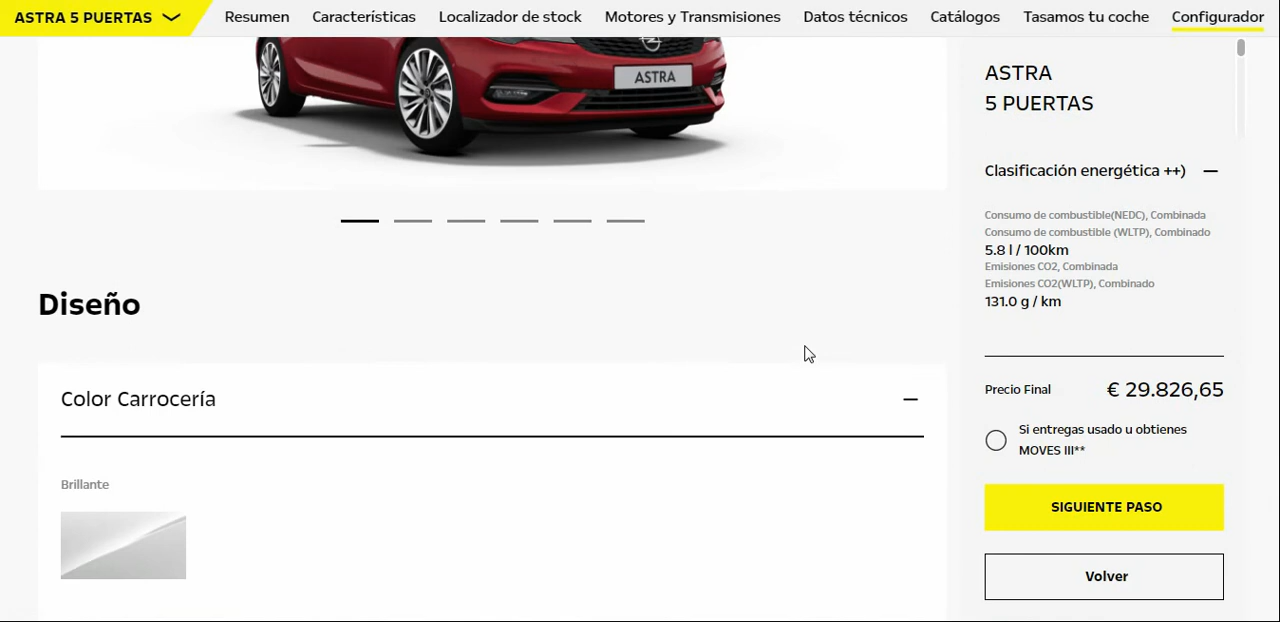 ASTRA 5 PUERTAS
Resumen
Características
Localizador de stock
Motores y Transmisiones
Datos técnicos
Catálogos
Tasamos tu coche
Configurador
ASTRA
ASTRA
5 PUERTAS
Clasificación energética ++)
Consumo de combustible(NEDC), Combinada
Consumo de combustible (WLTP), Combinado
5.8 l / 100km
Emisiones CO2, Combinada
Emisiones CO2(WLTP), Combinado
131.0 g / km
Diseño
Color Carrocería
Brillante
Precio Final € 29.826,65
Si entregas usado u obtienes
MOVES III**
SIGUIENTE PASO
Volver